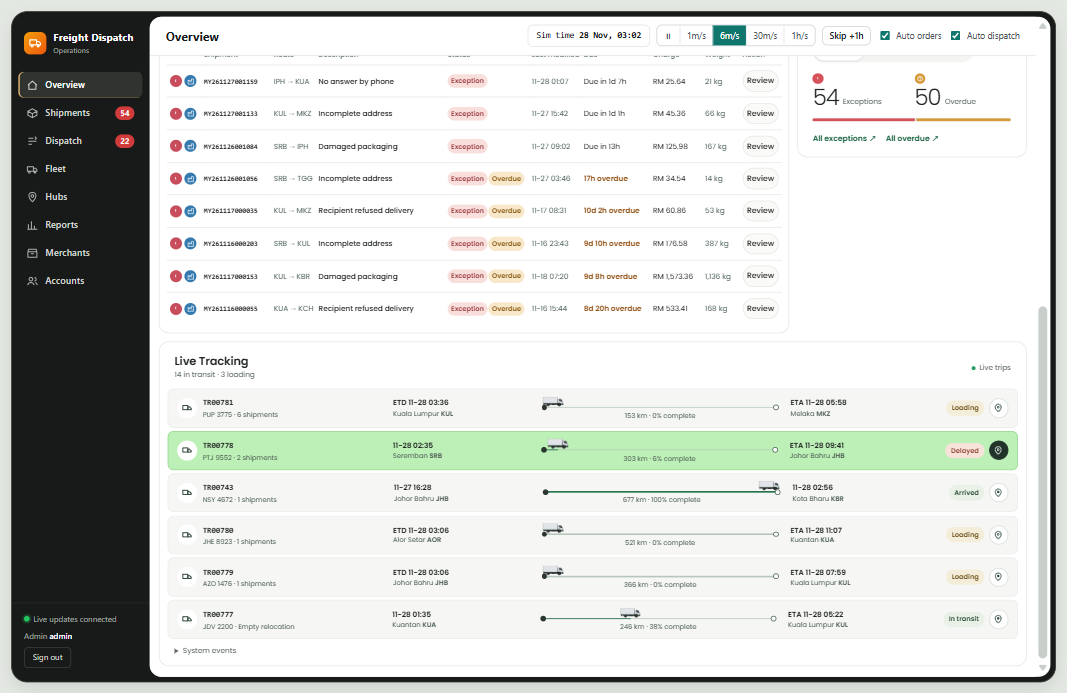 Freight Dispatch
Operations
Overview
Shipments 54
Dispatch 22
Fleet
Hubs
Reports
Merchants
Accounts
Live updates connected
Admin admin
Sign out
Overview
Sim time 28 Nov, 03:02
1m/s 6m/s 30m/s 1h/s
Skip +1h
Auto orders
Auto dispatch
MY261127001159 IPH → KUA No answer by phone Exception 11-28 01:07 Due in 1d 7h RM 25.64 21 kg Review
MY261127001133 KUL → MKZ No answer by phone Exception 11-27 15:42 Due in 1d 1h RM 45.36 66 kg Review
MY261126001084 SRB → IPH Damaged packaging Exception 11-27 09:02 Due in 13h RM 125.98 167 kg Review
MY261126001056 SRB → TGG Incomplete address Exception Overdue 11-27 03:46 17h overdue RM 34.54 14 kg Review
MY261117000035 KUL → MKZ Recipient refused delivery Exception Overdue 11-17 08:31 10d 2h overdue RM 60.86 53 kg Review
MY261116000203 SRB → KUL Incomplete address Exception Overdue 11-16 23:43 9d 10h overdue RM 176.58 387 kg Review
MY261117000153 KUL → KBR Damaged packaging Exception Overdue 11-18 07:20 9d 8h overdue RM 1,573.36 1,136 kg Review
MY261116000055 KUA → KCH Recipient refused delivery Exception Overdue 11-16 15:44 8d 20h overdue RM 533.41 168 kg Review
54 Exceptions
50 Overdue
All exceptions ↗ All overdue ↗
Live Tracking
14 in transit · 3 loading
Live trips
TR00781 ETD 11-28 03:36 ETA 11-28 05:58 Loading
PUP 3775 · 6 shipments Kuala Lumpur KUL 153 km · 0% complete Melaka MKZ
TR00778 11-28 02:35 ETA 11-28 09:41 Delayed
PTJ 9552 · 2 shipments Seremban SRB 303 km · 6% complete Johor Bahru JHB
TR00743 11-27 16:28 11-28 02:56 Arrived
NSY 4672 · 1 shipments Johor Bahru JHB 677 km · 100% complete Kota Bharu KBR
TR00780 ETD 11-28 03:06 ETA 11-28 11:07 Loading
JHE 8923 · 1 shipments Alor Setar AOR 521 km · 0% complete Kuantan KUA
TR00779 ETD 11-28 03:06 ETA 11-28 07:59 Loading
AZO 1476 · 1 shipments Johor Bahru JHB 366 km · 0% complete Kuala Lumpur KUL
TR00777 11-28 01:35 ETA 11-28 05:22 In transit
JDV 2200 · Empty relocation Kuantan KUA 246 km · 38% complete Kuala Lumpur KUL
System events